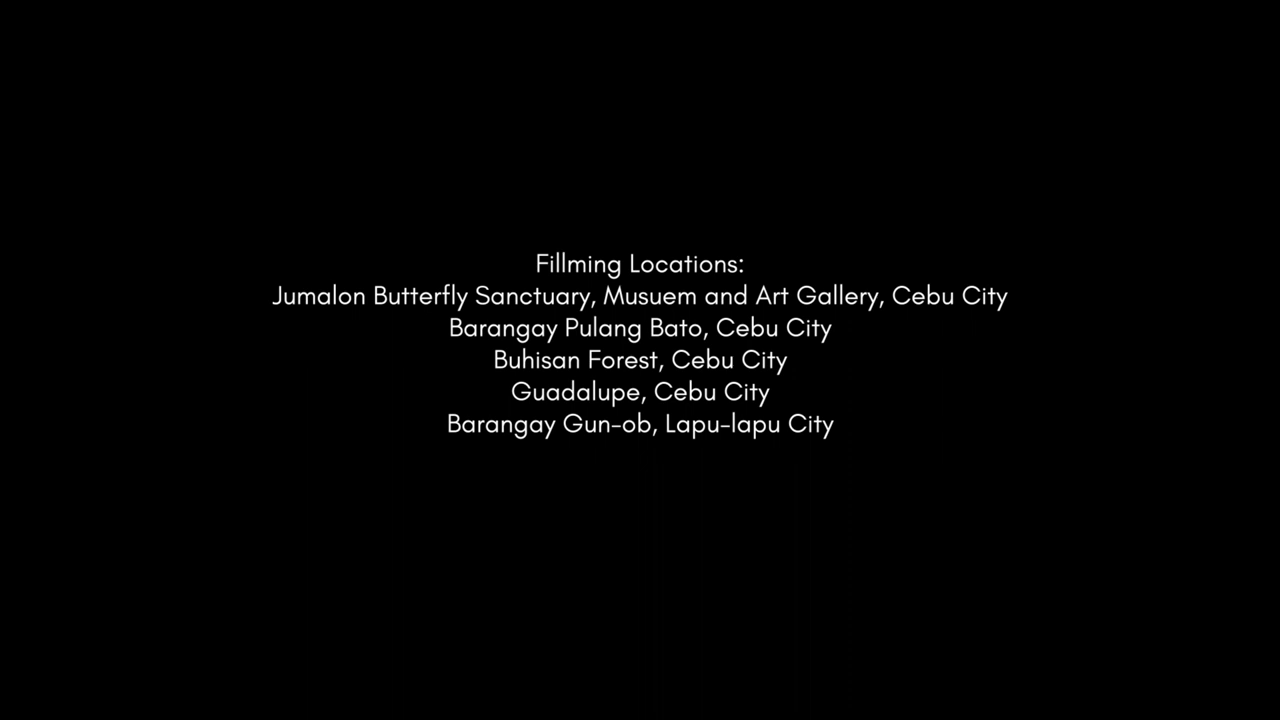 Fillming Locations:
Jumalon Butterfly Sanctuary, Musuem and Art Gallery, Cebu City
Barangay Pulang Bato, Cebu City
Buhisan Forest, Cebu City
Guadalupe, Cebu City
Barangay Gun-ob, Lapu-lapu City